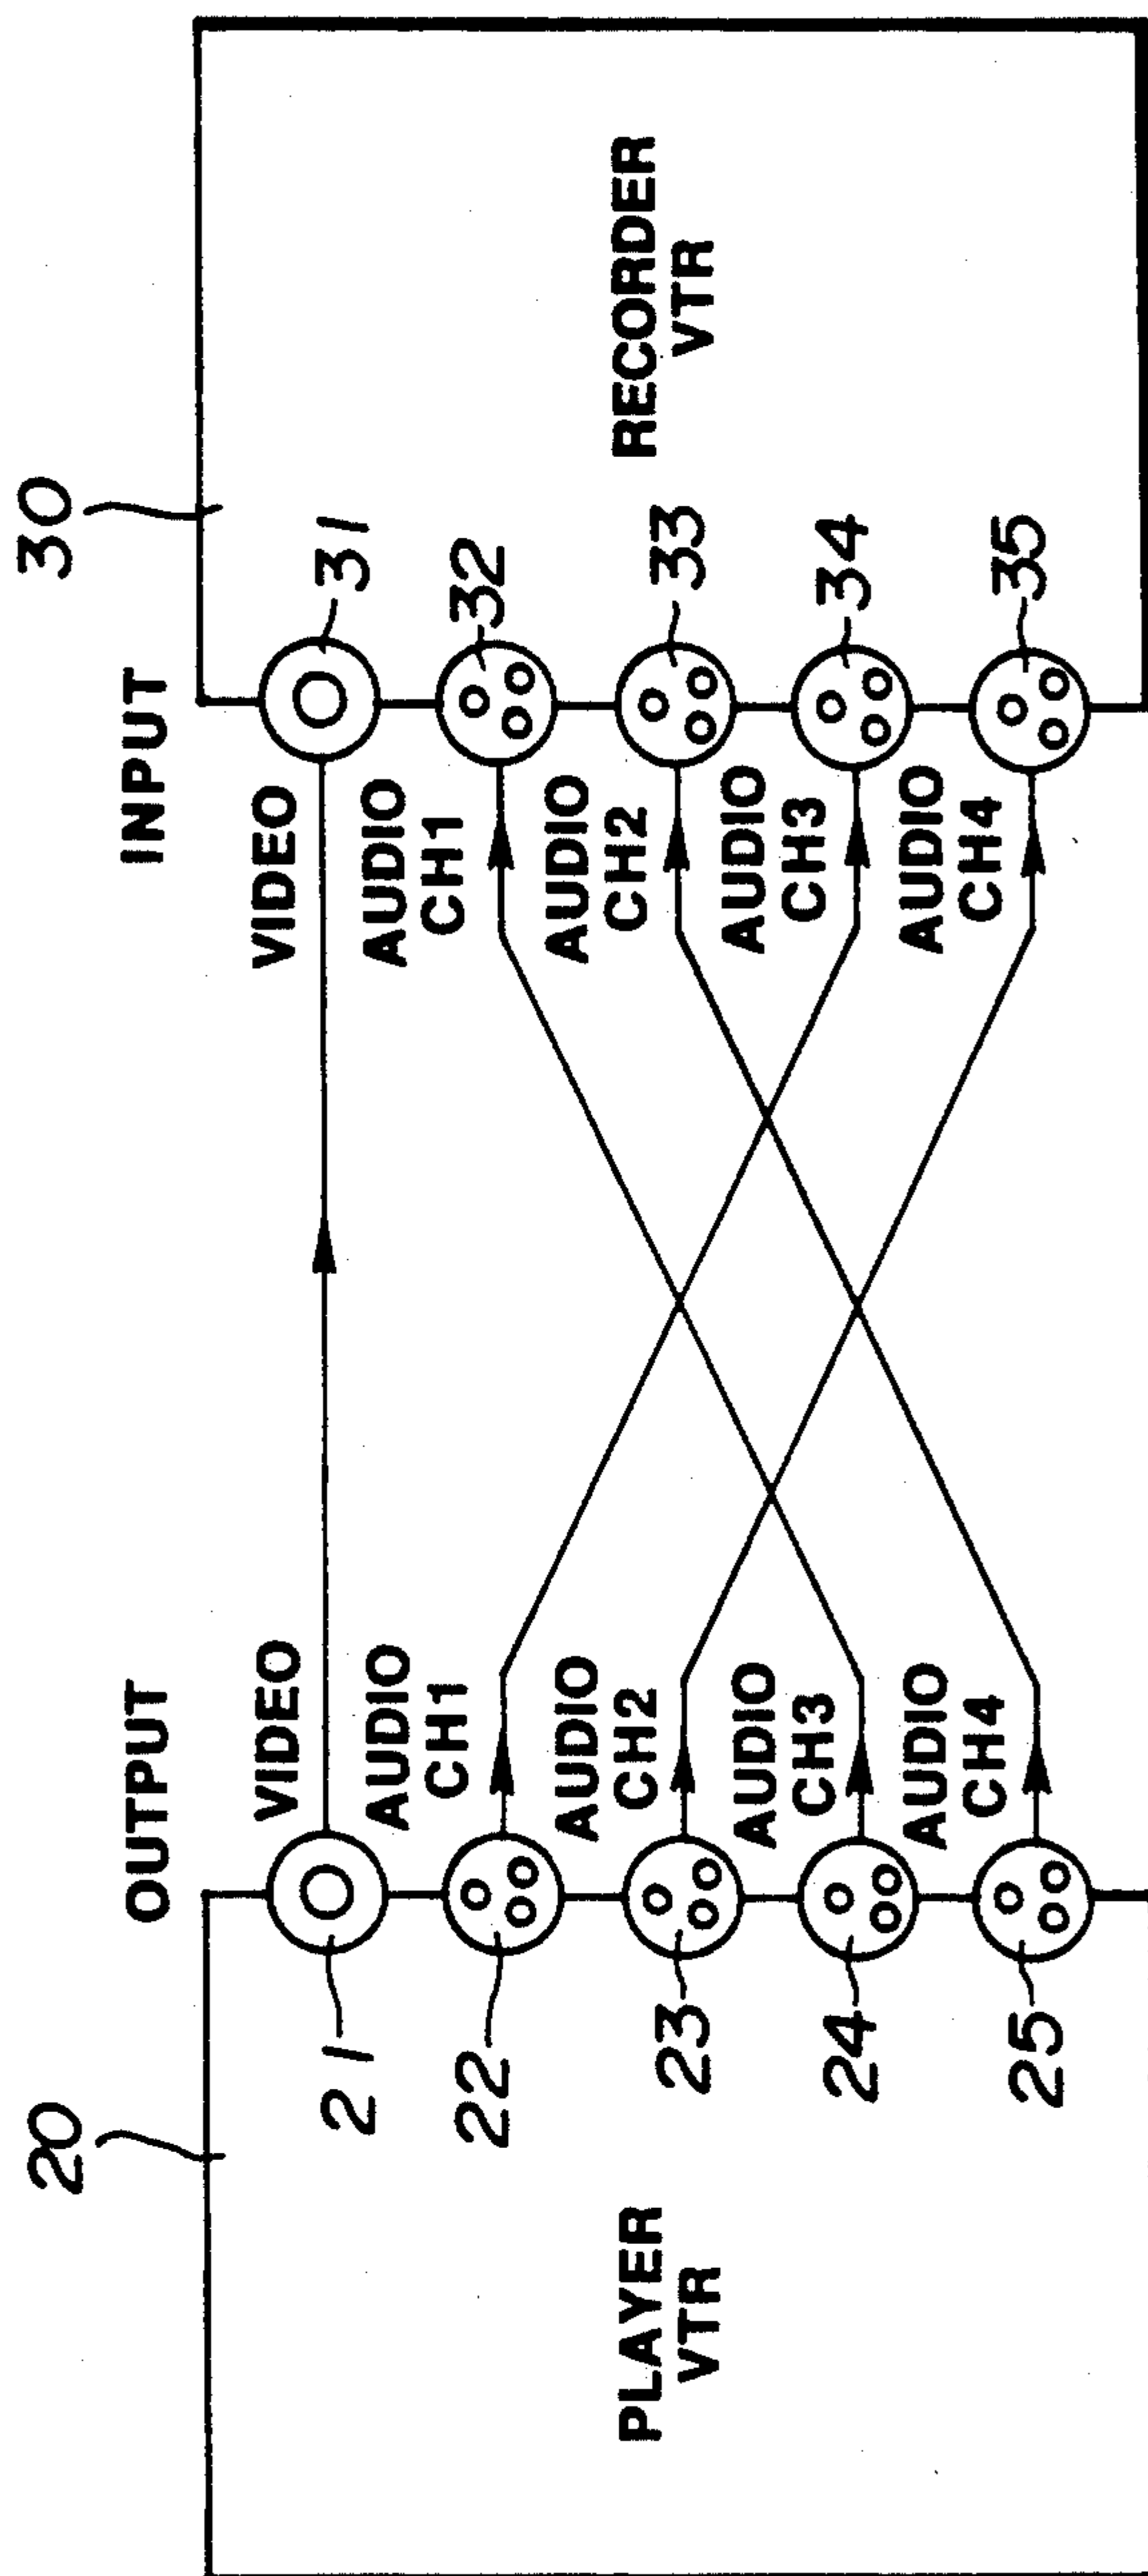 20
30
OUTPUT
INPUT
21
VIDEO
VIDEO
31
22
AUDIO
CH1
AUDIO
CH1
32
23
AUDIO
CH2
AUDIO
CH2
33
PLAYER
VTR
RECORDER
VTR
24
AUDIO
CH3
AUDIO
CH3
34
25
AUDIO
CH4
AUDIO
CH4
35